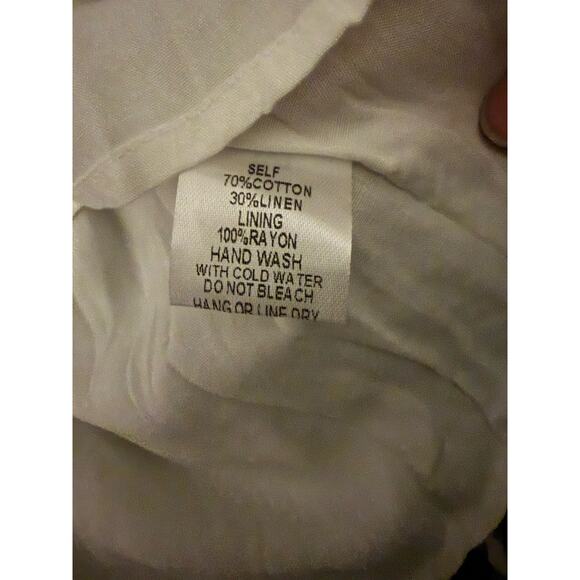 SELF
70%COTTON
30%LINEN
LINING
100%RAYON
HAND WASH
WITH COLD WATER
DO NOT BLEACH
HANG OR LINE DRY